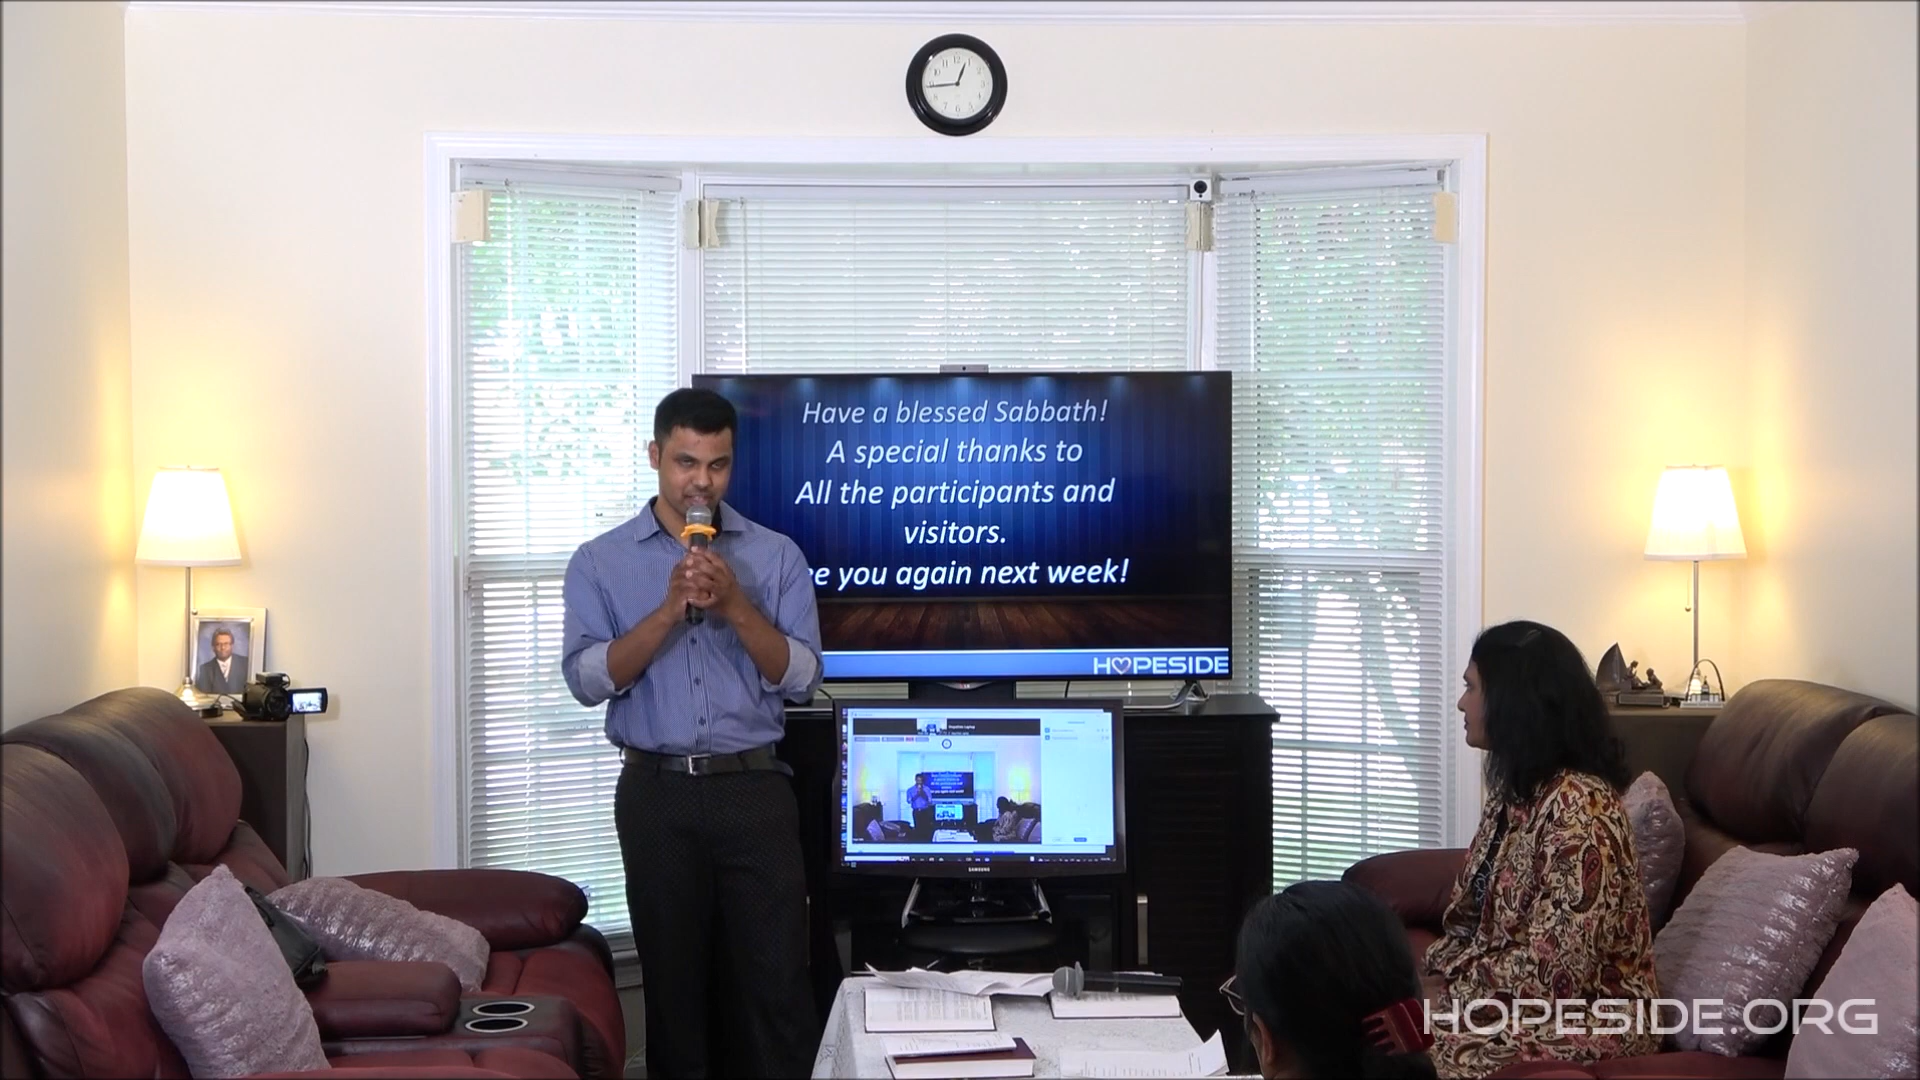 Have a blessed Sabbath!
A special thanks to
All the participants and
visitors.
ee you again next week!
H PESIDE
SAMSUNG
HOPESIDE.ORG